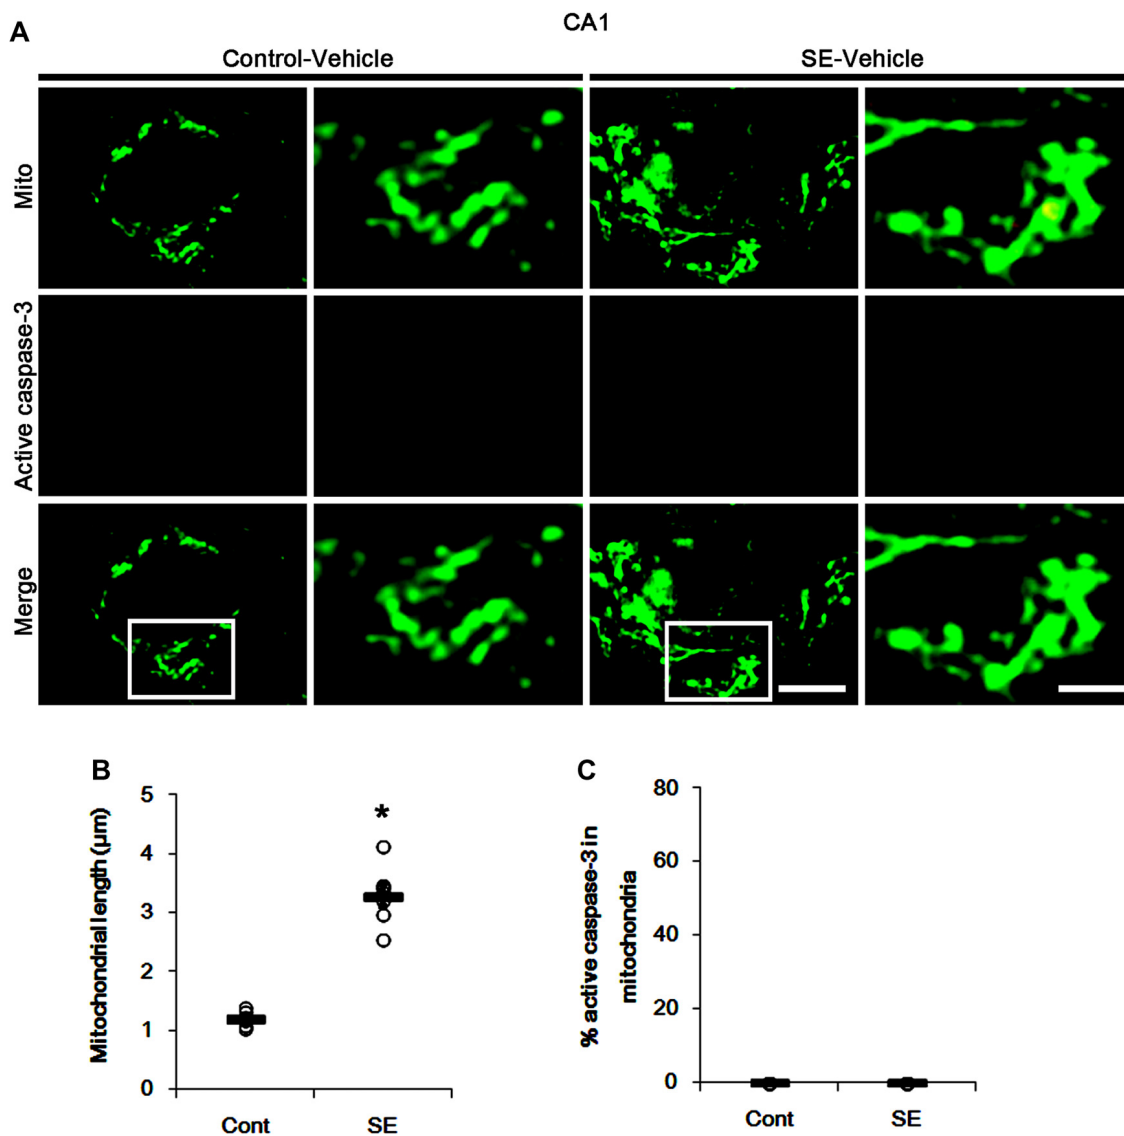 A
CA1
Control-Vehicle
SE-Vehicle
Mito
Active caspase-3
Merge
B
Mitochondrial length (μm)
5
4
3
2
1
0
*
Cont
SE
C
% active caspase-3 in
mitochondria
80
60
40
20
0
Cont
SE